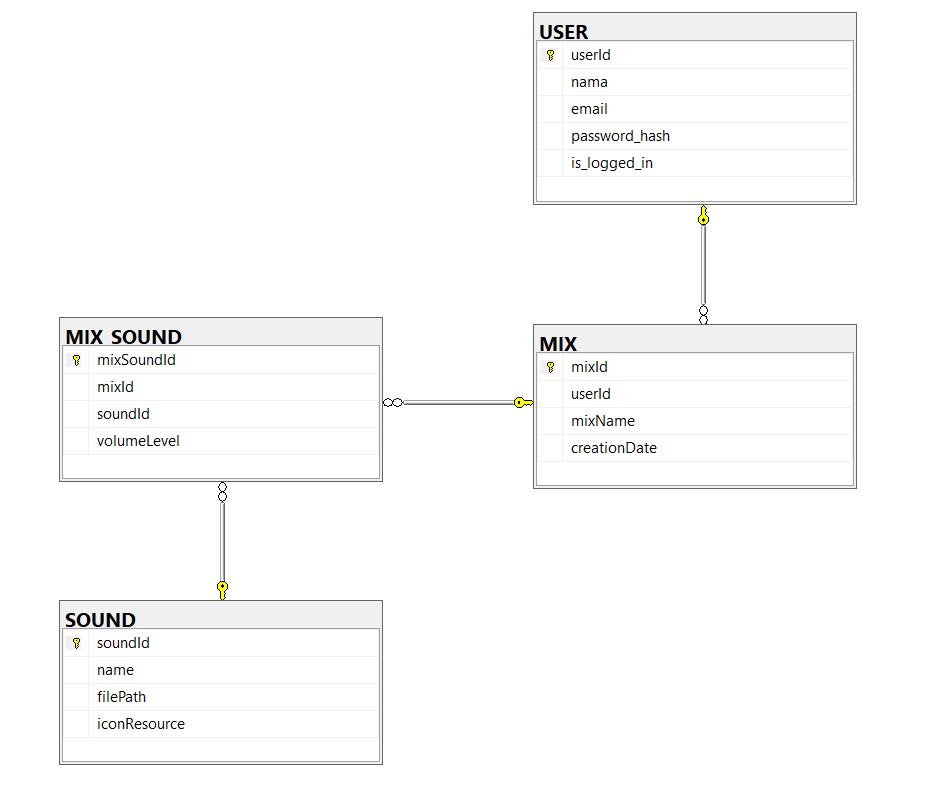 USER
userId
nama
email
password_hash
is_logged_in
MIX_SOUND
mixSoundId
mixId
soundId
volumeLevel
MIX
mixId
userId
mixName
creationDate
SOUND
soundId
name
filePath
iconResource